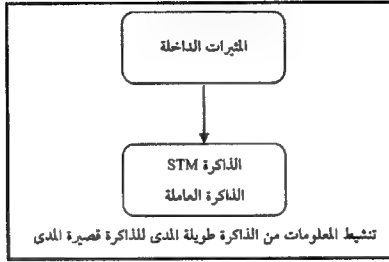 المثيرات الداخلة
الذاكرة STM
الذاكرة العاملة
تنشيط المعلومات من الذاكرة طويلة المدى للذاكرة قصيرة المدى